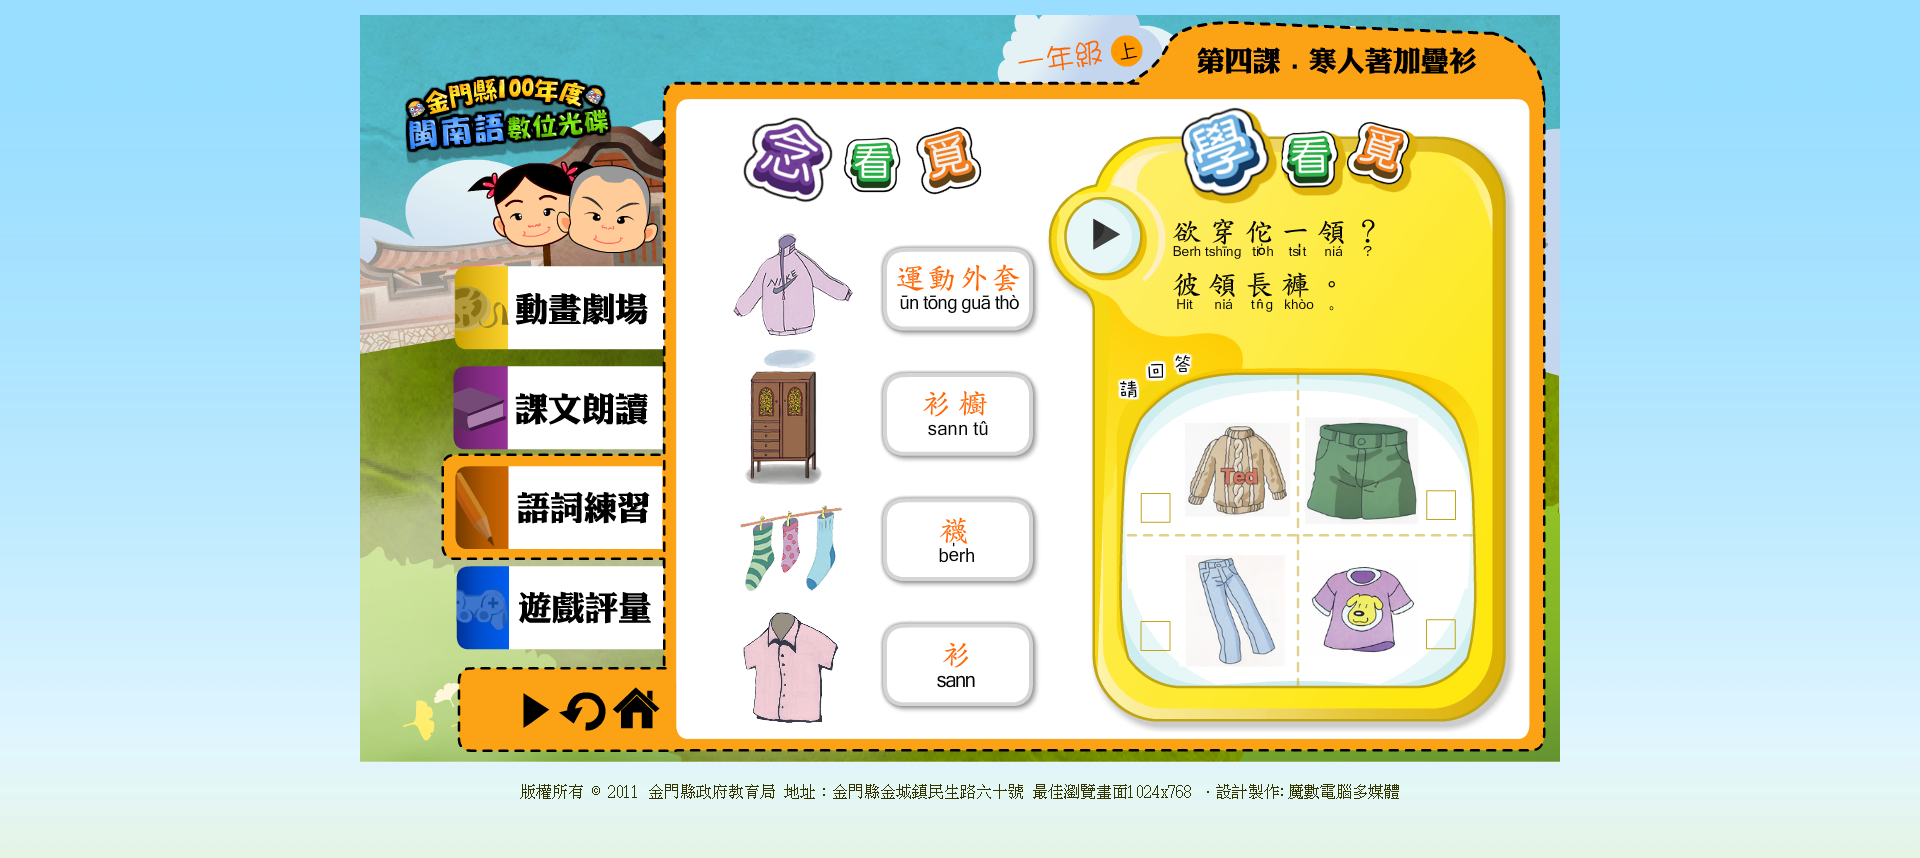 一年級 上
第四課．寒人著加疊衫
金門縣100年度
閩南語數位光碟
動畫劇場
課文朗讀
語詞練習
遊戲評量
念看覓
NIKE
運動外套
ūn tōng guā thò
衫櫥
sann tû
襪
be̍rh
衫
sann
學看覓
欲穿佗一領？
Berh tshīng tio̍h tsi̍t niá ?
彼領長褲。
Hit niá tn̂g khòo 。
請回答
Ted
版權所有 © 2011 金門縣政府教育局 地址：金門縣金城鎮民生路六十號 最佳瀏覽畫面1024x768 ‧設計製作: 魔數電腦多媒體